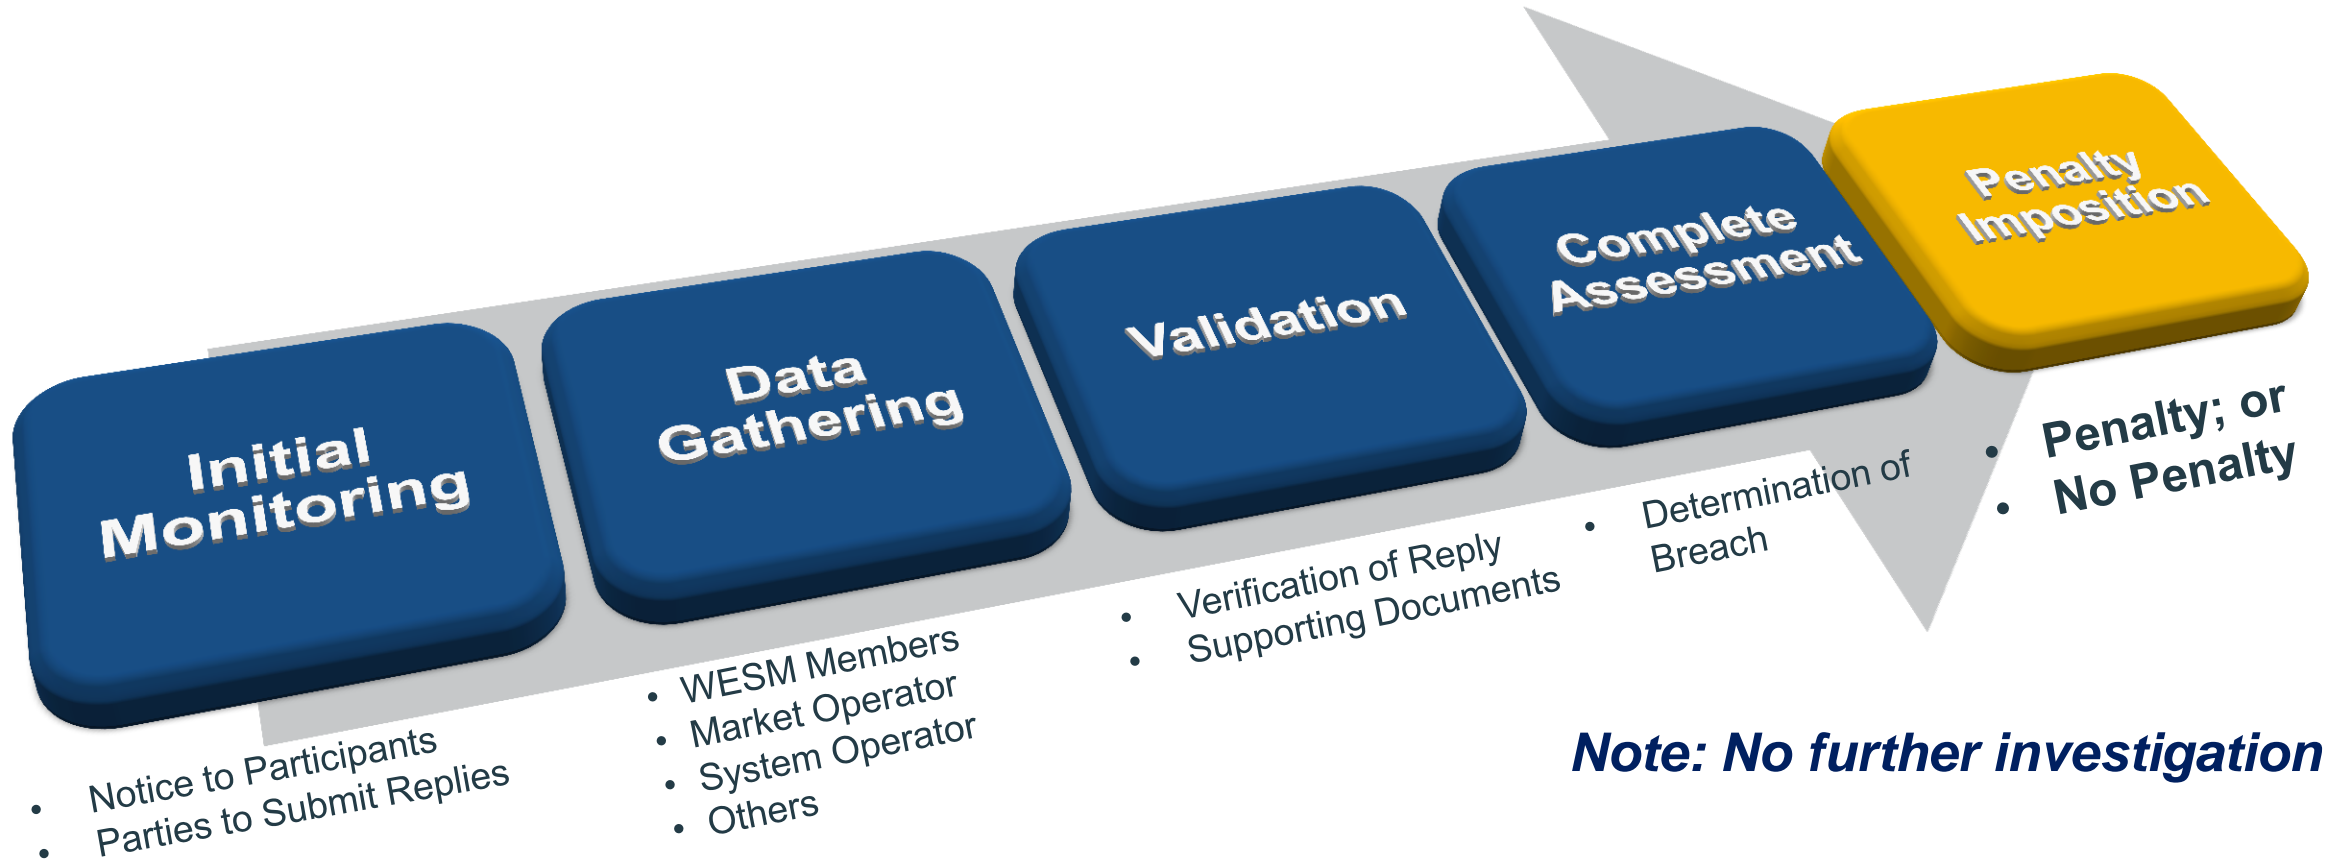 Initial
Monitoring
• Notice to Participants
• Parties to Submit Replies
Data
Gathering
• WESM Members
• Market Operator
• System Operator
• Others
Validation
• Verification of Reply
• Supporting Documents
Complete
Assessment
• Determination of
Breach
Penalty
Imposition
• Penalty; or
• No Penalty
Note: No further investigation